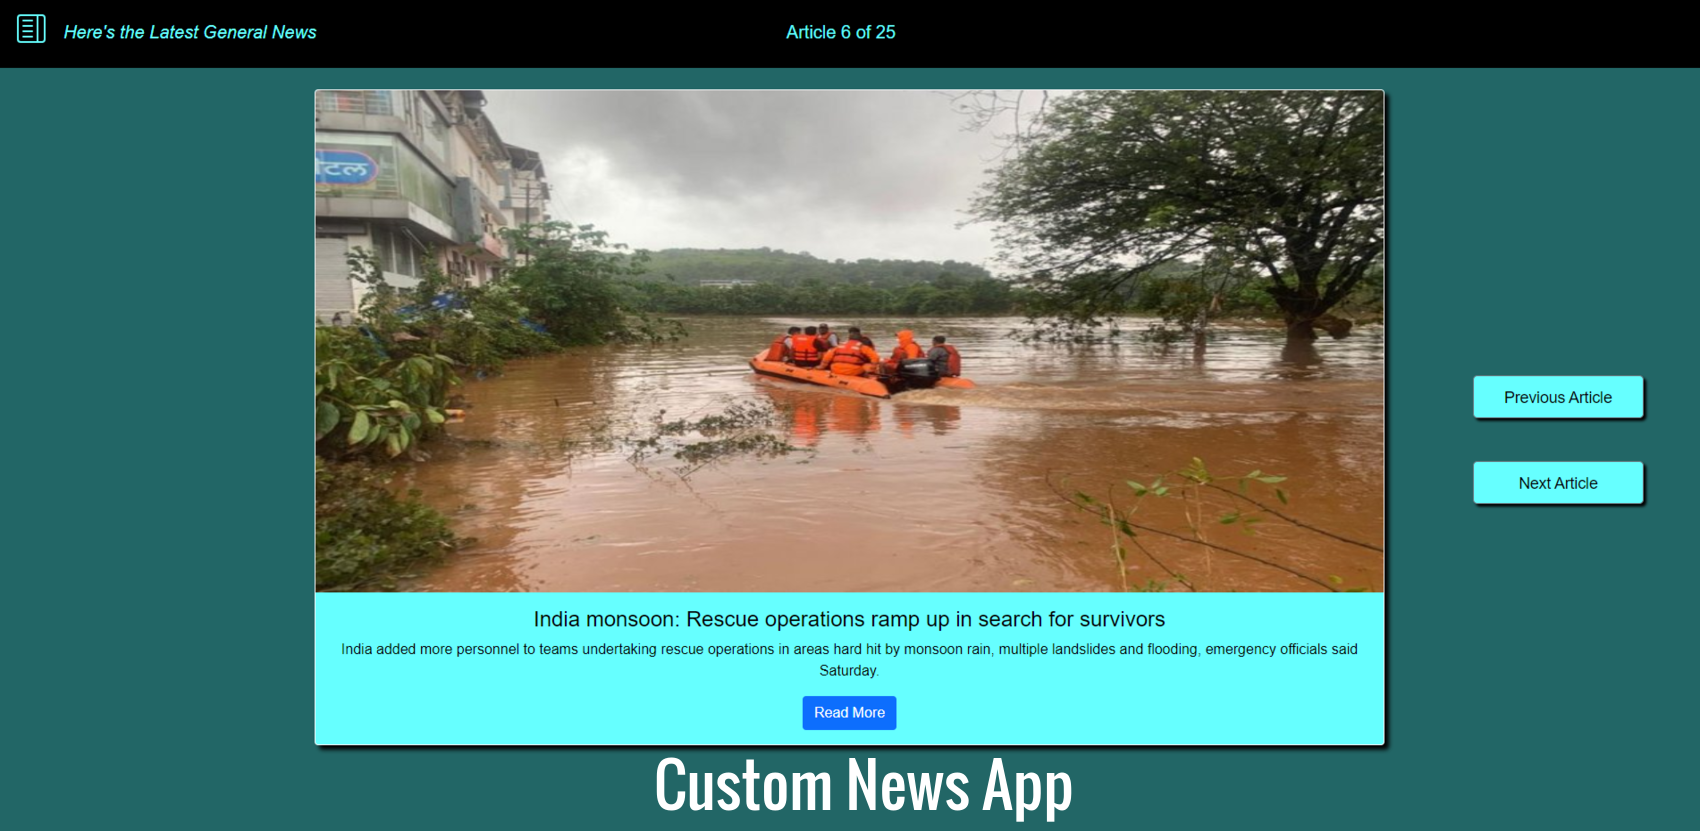 Here's the Latest General News
Article 6 of 25
टल
Previous Article
Next Article
India monsoon: Rescue operations ramp up in search for survivors
India added more personnel to teams undertaking rescue operations in areas hard hit by monsoon rain, multiple landslides and flooding, emergency officials said
Saturday.
Read More
Custom News App